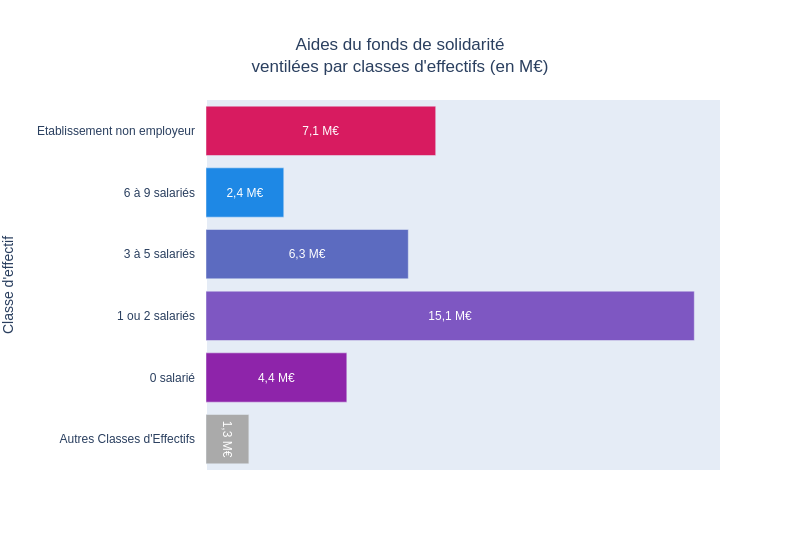 Aides du fonds de solidarité
ventilées par classes d'effectifs (en M€)
Classe d'effectif
Etablissement non employeur
7,1 M€
6 à 9 salariés
2,4 M€
3 à 5 salariés
6,3 M€
1 ou 2 salariés
15,1 M€
0 salarié
4,4 M€
Autres Classes d'Effectifs
1,3 M€